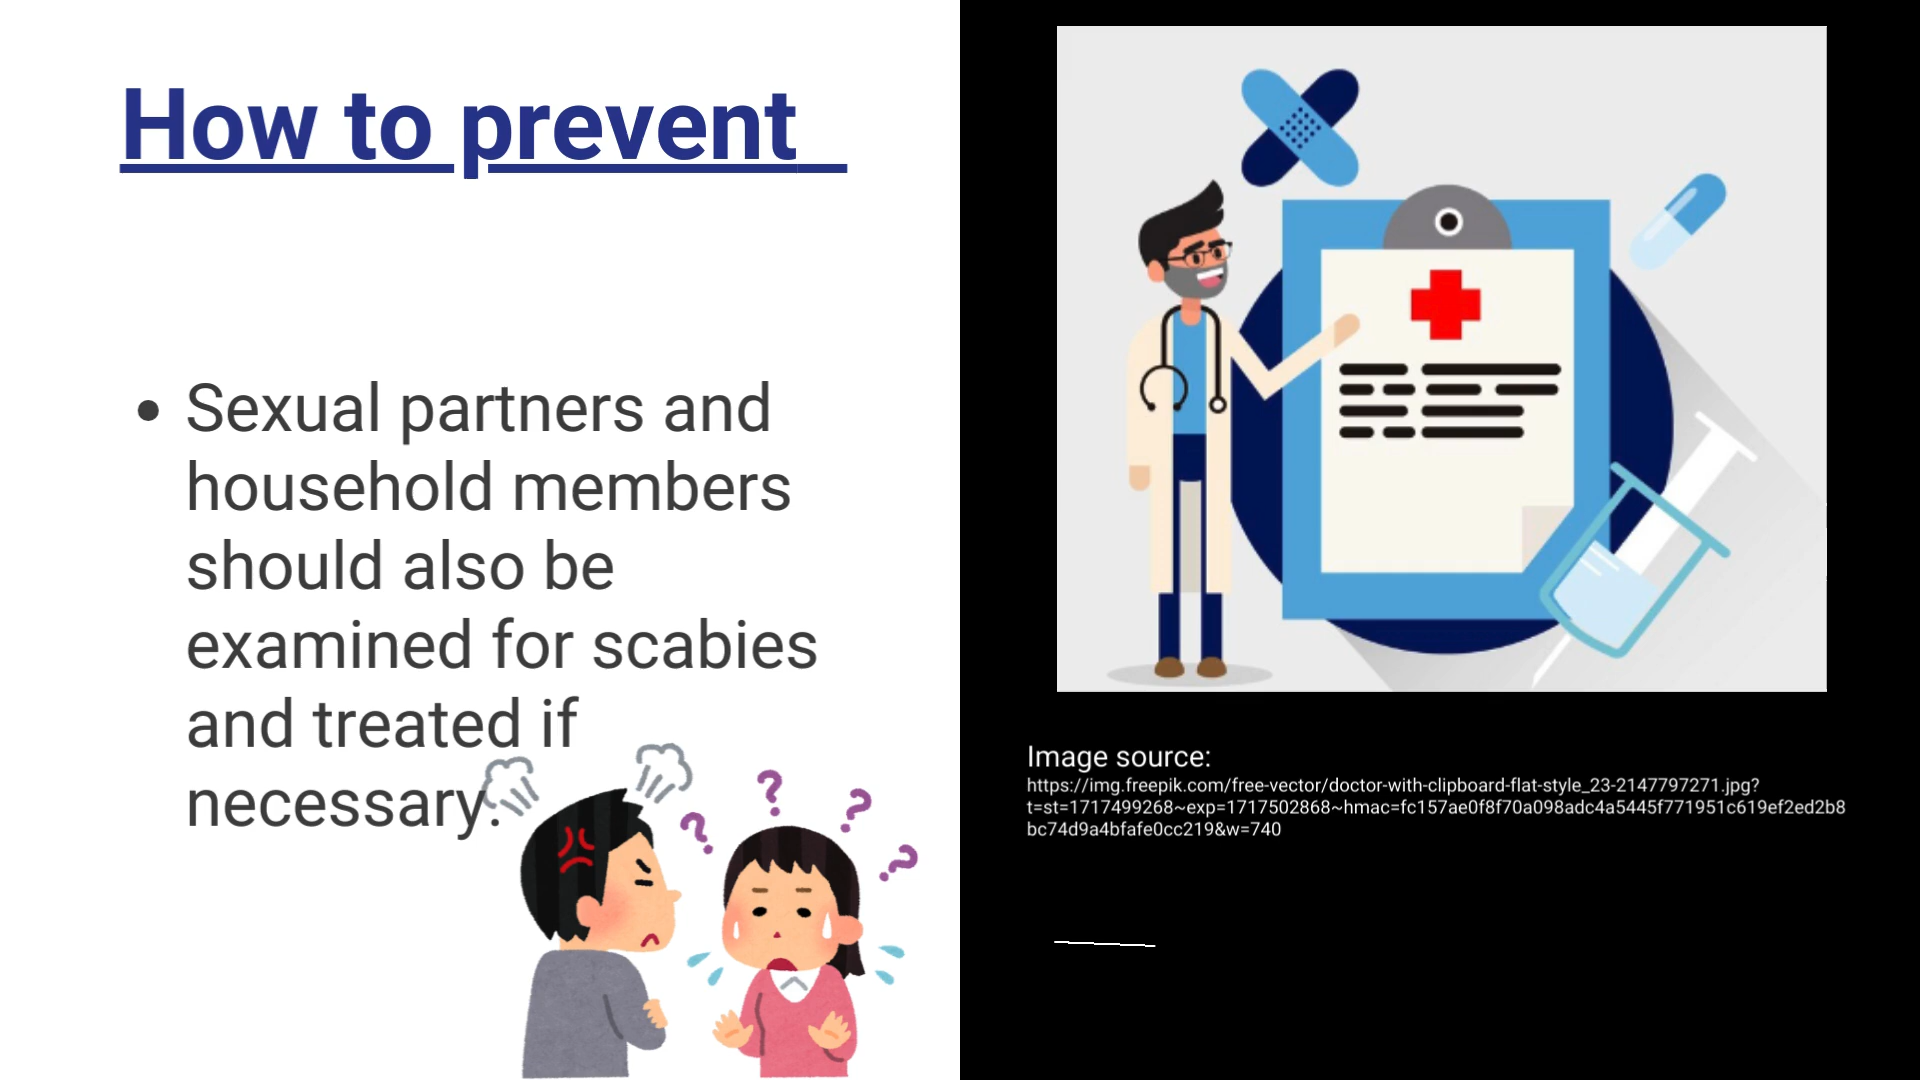 How to prevent
• Sexual partners and
household members
should also be
examined for scabies
and treated if
necessary.
? ? ? ?
Image source:
https://img.freepik.com/free-vector/doctor-with-clipboard-flat-style_23-2147797271.jpg?
t=st=1717499268~exp=1717502868~hmac=fc157ae0f8f70a098adc4a5445f771951c619ef2ed2b8
bc74d9a4bfafe0cc219&w=740